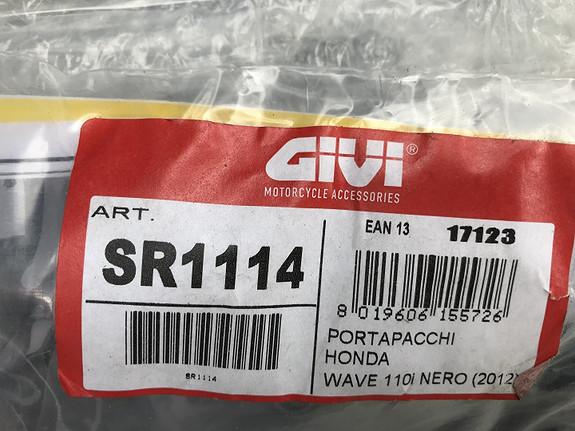 GIVI®
MOTORCYCLE ACCESSORIES
ART.
SR1114
SR1114
EAN 13 17123
8 019606 155726
PORTAPACCHI
HONDA
WAVE 110i NERO (2012)